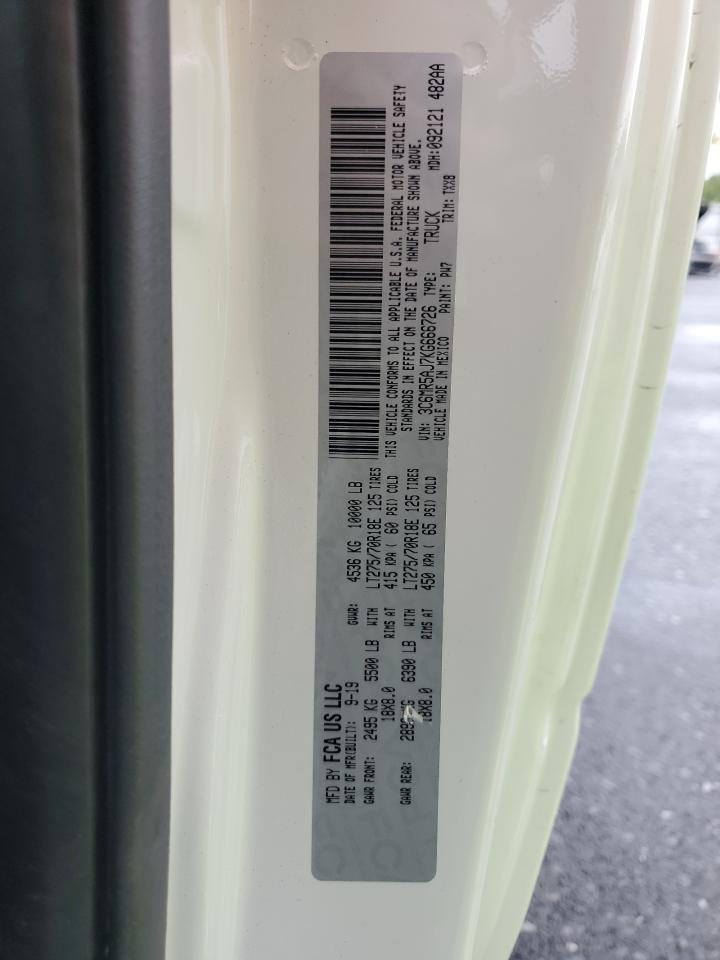 MFD BY FCA US LLC
DATE OF MFR(BUILT): 9-19 GVWR: 4536 KG 10000 LB
GAWR FRONT: 2495 KG 5500 LB WITH LT275/70R18E 125 TIRES
18X8.0 RIMS AT 415 KPA ( 60 PSI) COLD
GAWR REAR: KG 6390 LB WITH LT275/70R18E 125 TIRES
18X8.0 RIMS AT 450 KPA ( 65 PSI) COLD
THIS VEHICLE CONFORMS TO ALL APPLICABLE U.S.A. FEDERAL MOTOR VEHICLE SAFETY
STANDARDS IN EFFECT ON THE DATE OF MANUFACTURE SHOWN ABOVE.
VIN: 3C6MR5AJ7KG666726 TYPE: TRUCK MDH:092121 482AA
VEHICLE MADE IN MEXICO PAINT: PW7 TRIM: TXX8